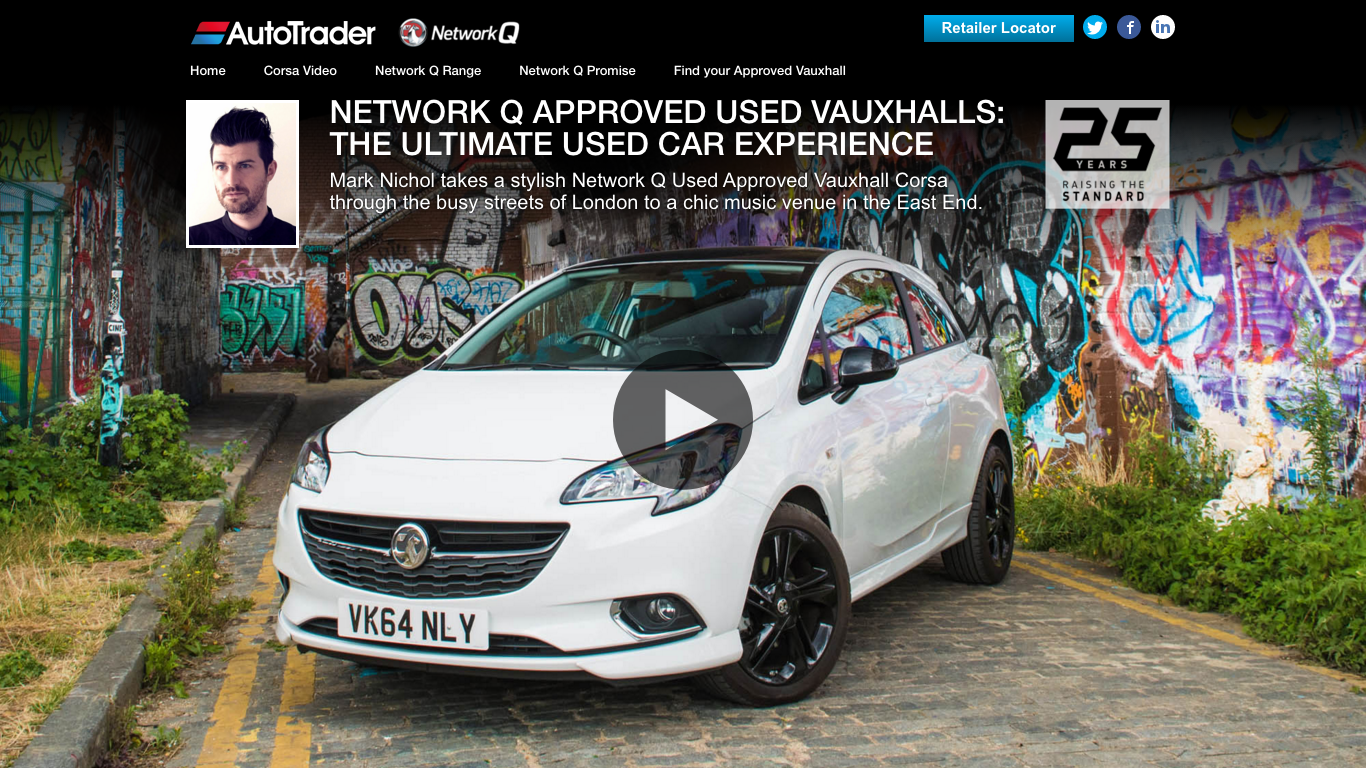 AutoTrader
Network Q
Retailer Locator
Home
Corsa Video
Network Q Range
Network Q Promise
Find your Approved Vauxhall
NETWORK Q APPROVED USED VAUXHALLS:
THE ULTIMATE USED CAR EXPERIENCE
Mark Nichol takes a stylish Network Q Used Approved Vauxhall Corsa
through the busy streets of London to a chic music venue in the East End.
25
YEARS
RAISING THE
STANDARD
VK64 NLY